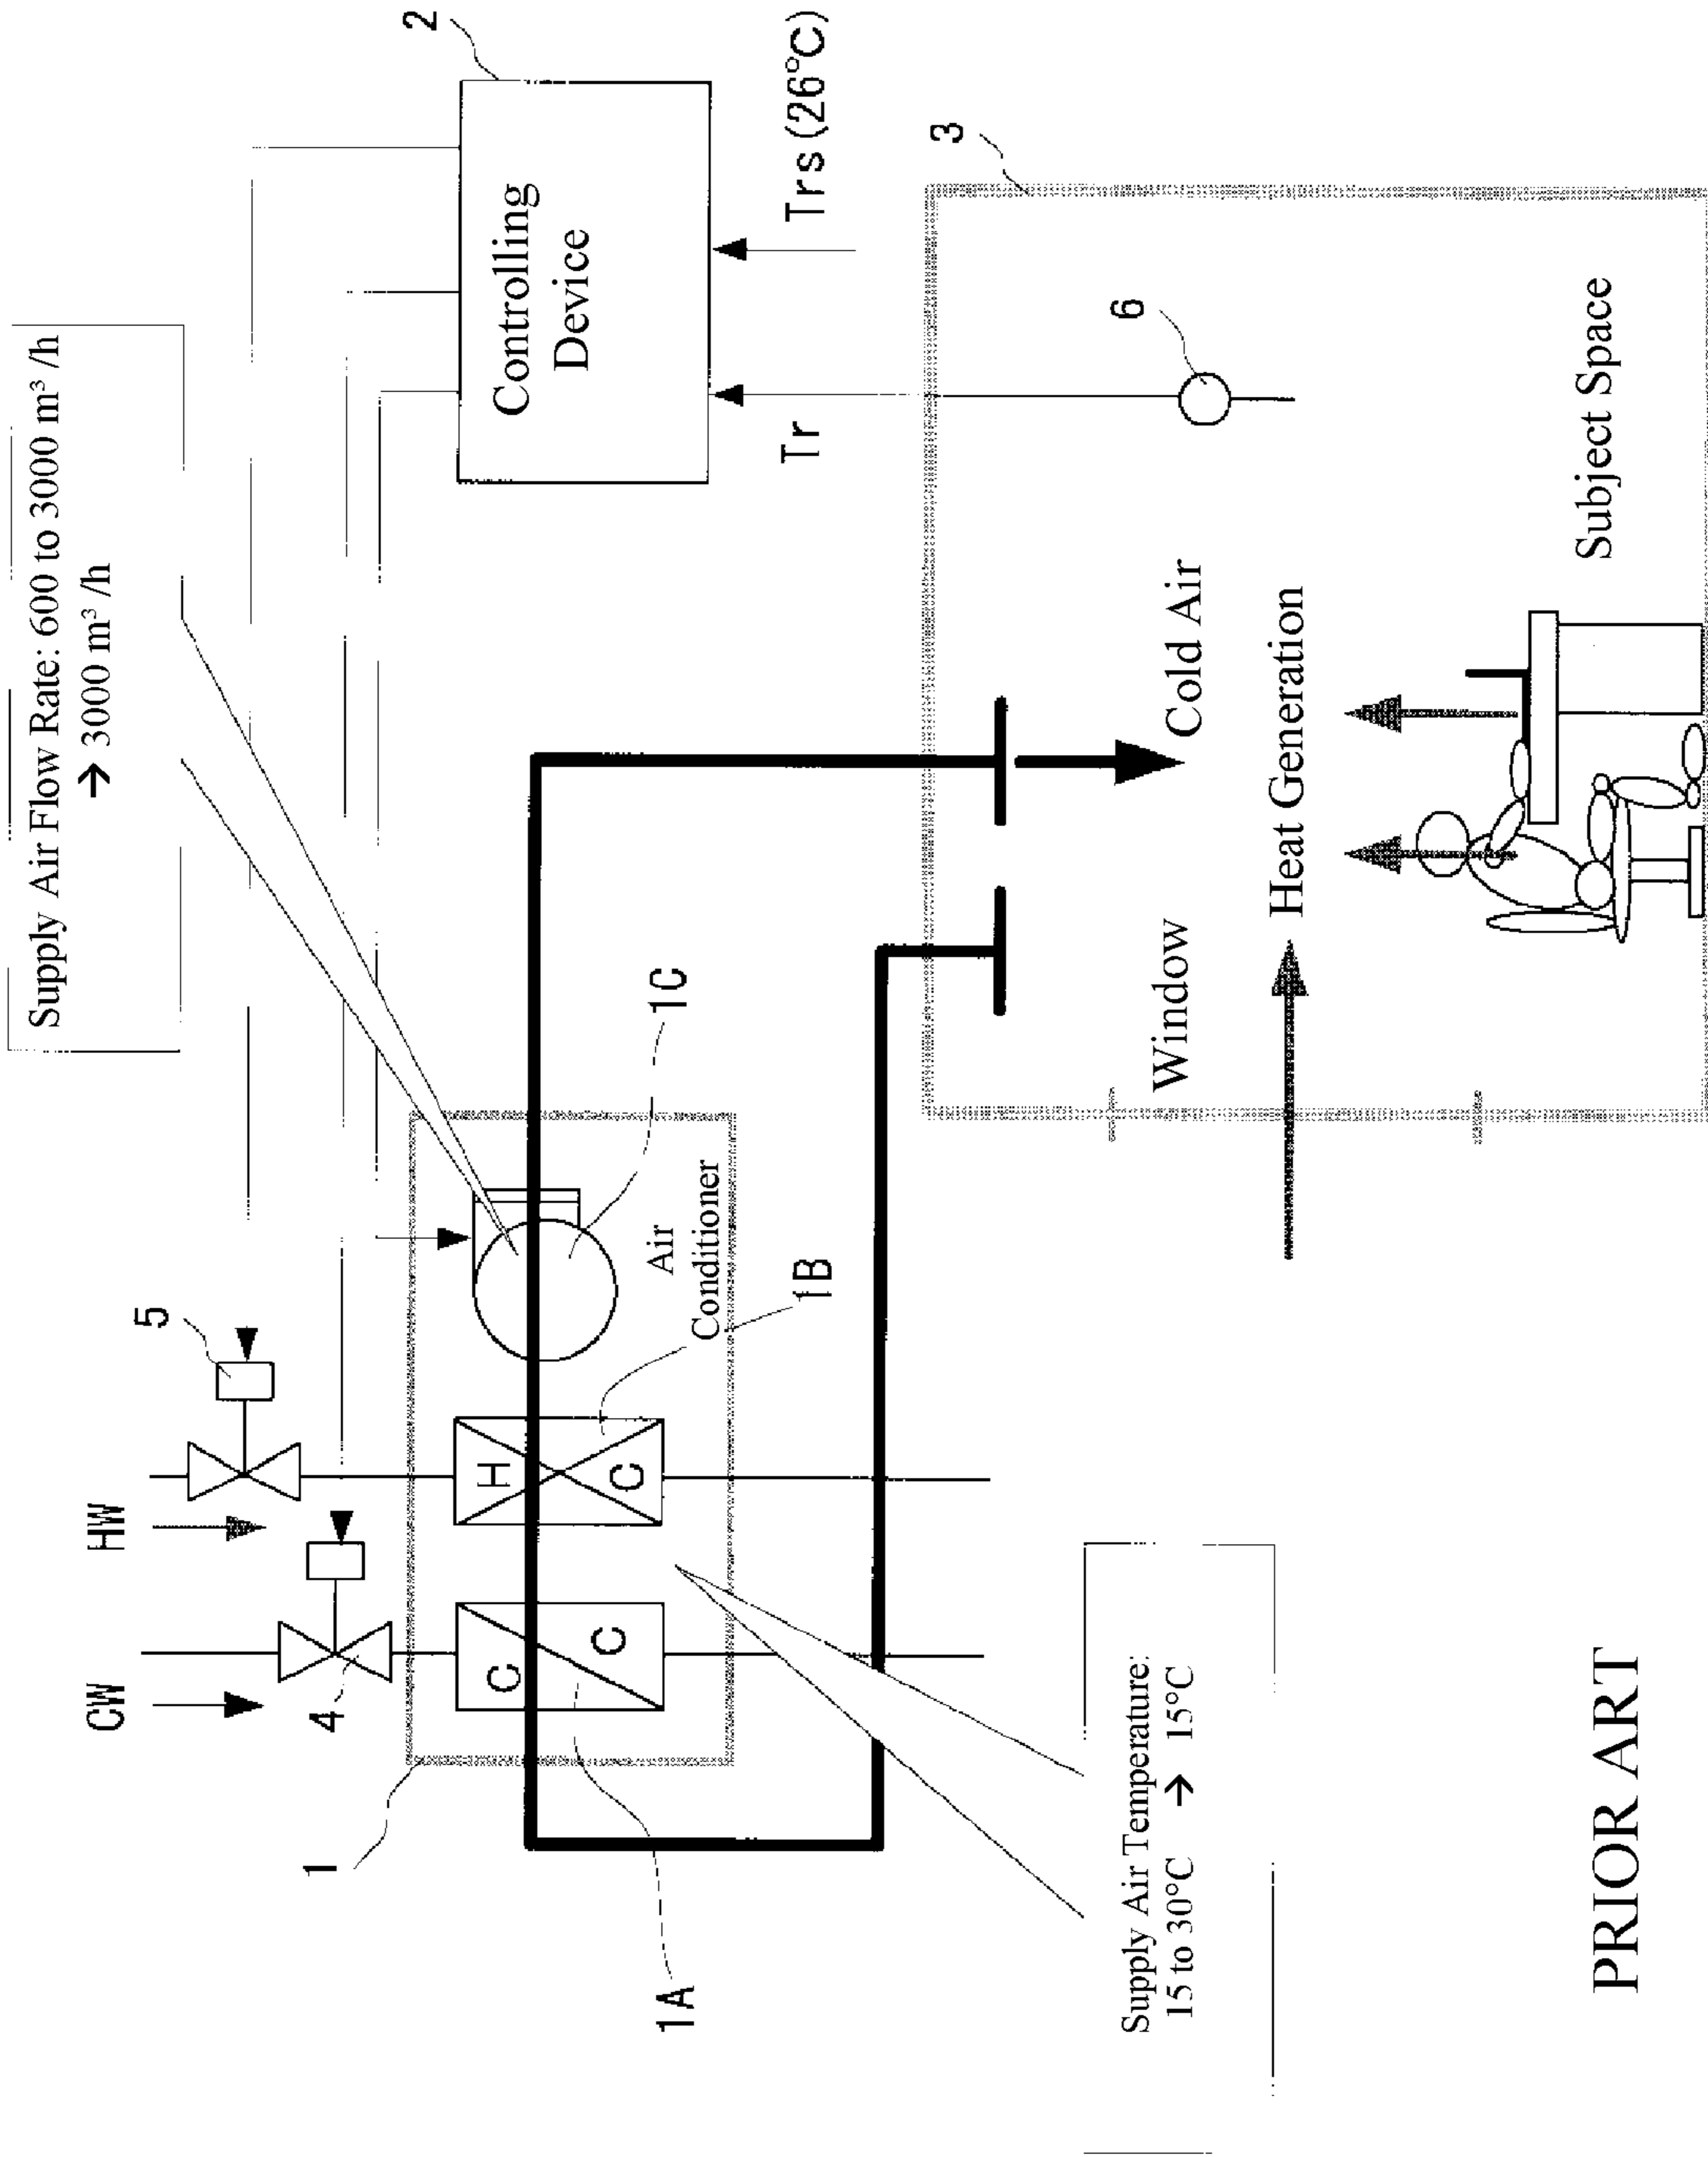 Supply Air Flow Rate: 600 to 3000 m³ /h
→ 3000 m³ /h
HW
5
CW
4
2
Controlling
Device
1
C
C
H
C
Air
Conditioner
1C
1B
1A
Tr
Trs (26°C)
3
6
Window
Cold Air
Heat Generation
Subject Space
Supply Air Temperature:
15 to 30°C → 15°C
PRIOR ART